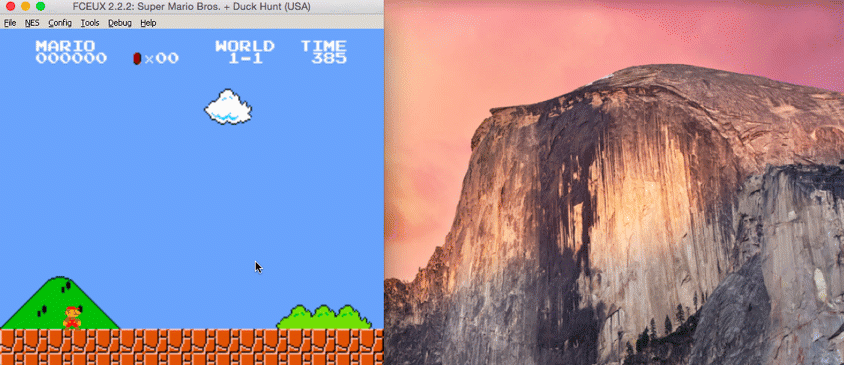 FCEUX 2.2.2: Super Mario Bros. + Duck Hunt (USA)
File NES Config Tools Debug Help
MARIO WORLD TIME
000000 ×00 1-1 385